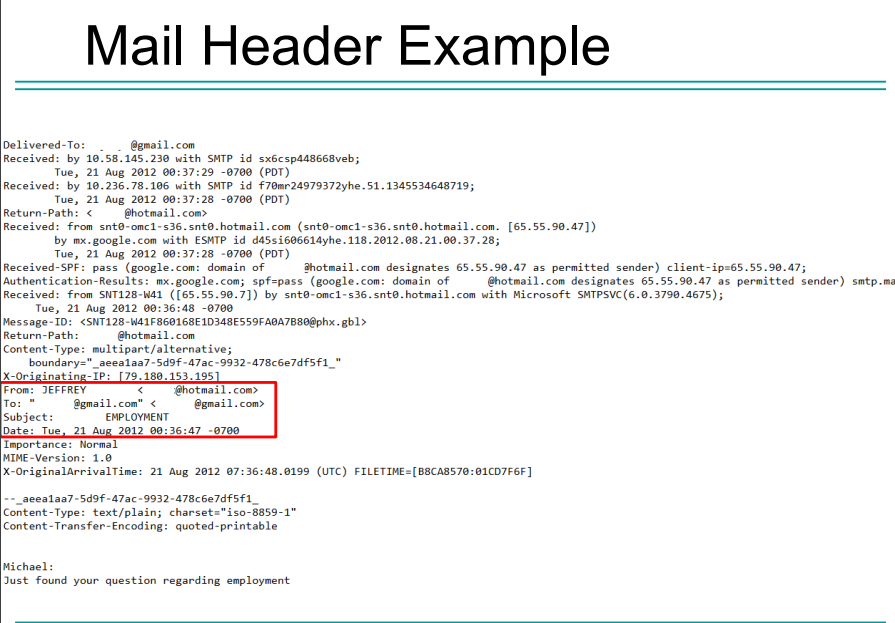 Mail Header Example
Delivered-To: @gmail.com
Received: by 10.58.145.230 with SMTP id sx6csp448668veb;
Tue, 21 Aug 2012 00:37:29 -0700 (PDT)
Received: by 10.236.78.106 with SMTP id f70mr24979372yhe.51.1345534648719;
Tue, 21 Aug 2012 00:37:28 -0700 (PDT)
Return-Path: < @hotmail.com>
Received: from snt0-omc1-s36.snt0.hotmail.com (snt0-omc1-s36.snt0.hotmail.com. [65.55.90.47])
by mx.google.com with ESMTP id d45si606614yhe.118.2012.08.21.00.37.28;
Tue, 21 Aug 2012 00:37:28 -0700 (PDT)
Received-SPF: pass (google.com: domain of @hotmail.com designates 65.55.90.47 as permitted sender) client-ip=65.55.90.47;
Authentication-Results: mx.google.com; spf=pass (google.com: domain of @hotmail.com designates 65.55.90.47 as permitted sender) smtp.ma
Received: from SNT128-W41 ([65.55.90.7]) by snt0-omc1-s36.snt0.hotmail.com with Microsoft SMTPSVC(6.0.3790.4675);
Tue, 21 Aug 2012 00:36:48 -0700
Message-ID: <SNT128-W41F860168E1D348E559FA0A7B80@phx.gbl>
Return-Path: @hotmail.com
Content-Type: multipart/alternative;
boundary="_aeea1aa7-5d9f-47ac-9932-478c6e7df5f1_"
X-Originating-IP: [79.180.153.195]
From: JEFFREY < @hotmail.com>
To: " @gmail.com" < @gmail.com>
Subject: EMPLOYMENT
Date: Tue, 21 Aug 2012 00:36:47 -0700
Importance: Normal
MIME-Version: 1.0
X-OriginalArrivalTime: 21 Aug 2012 07:36:48.0199 (UTC) FILETIME=[B8CA8570:01CD7F6F]
--_aeea1aa7-5d9f-47ac-9932-478c6e7df5f1_
Content-Type: text/plain; charset="iso-8859-1"
Content-Transfer-Encoding: quoted-printable
Michael:
Just found your question regarding employment